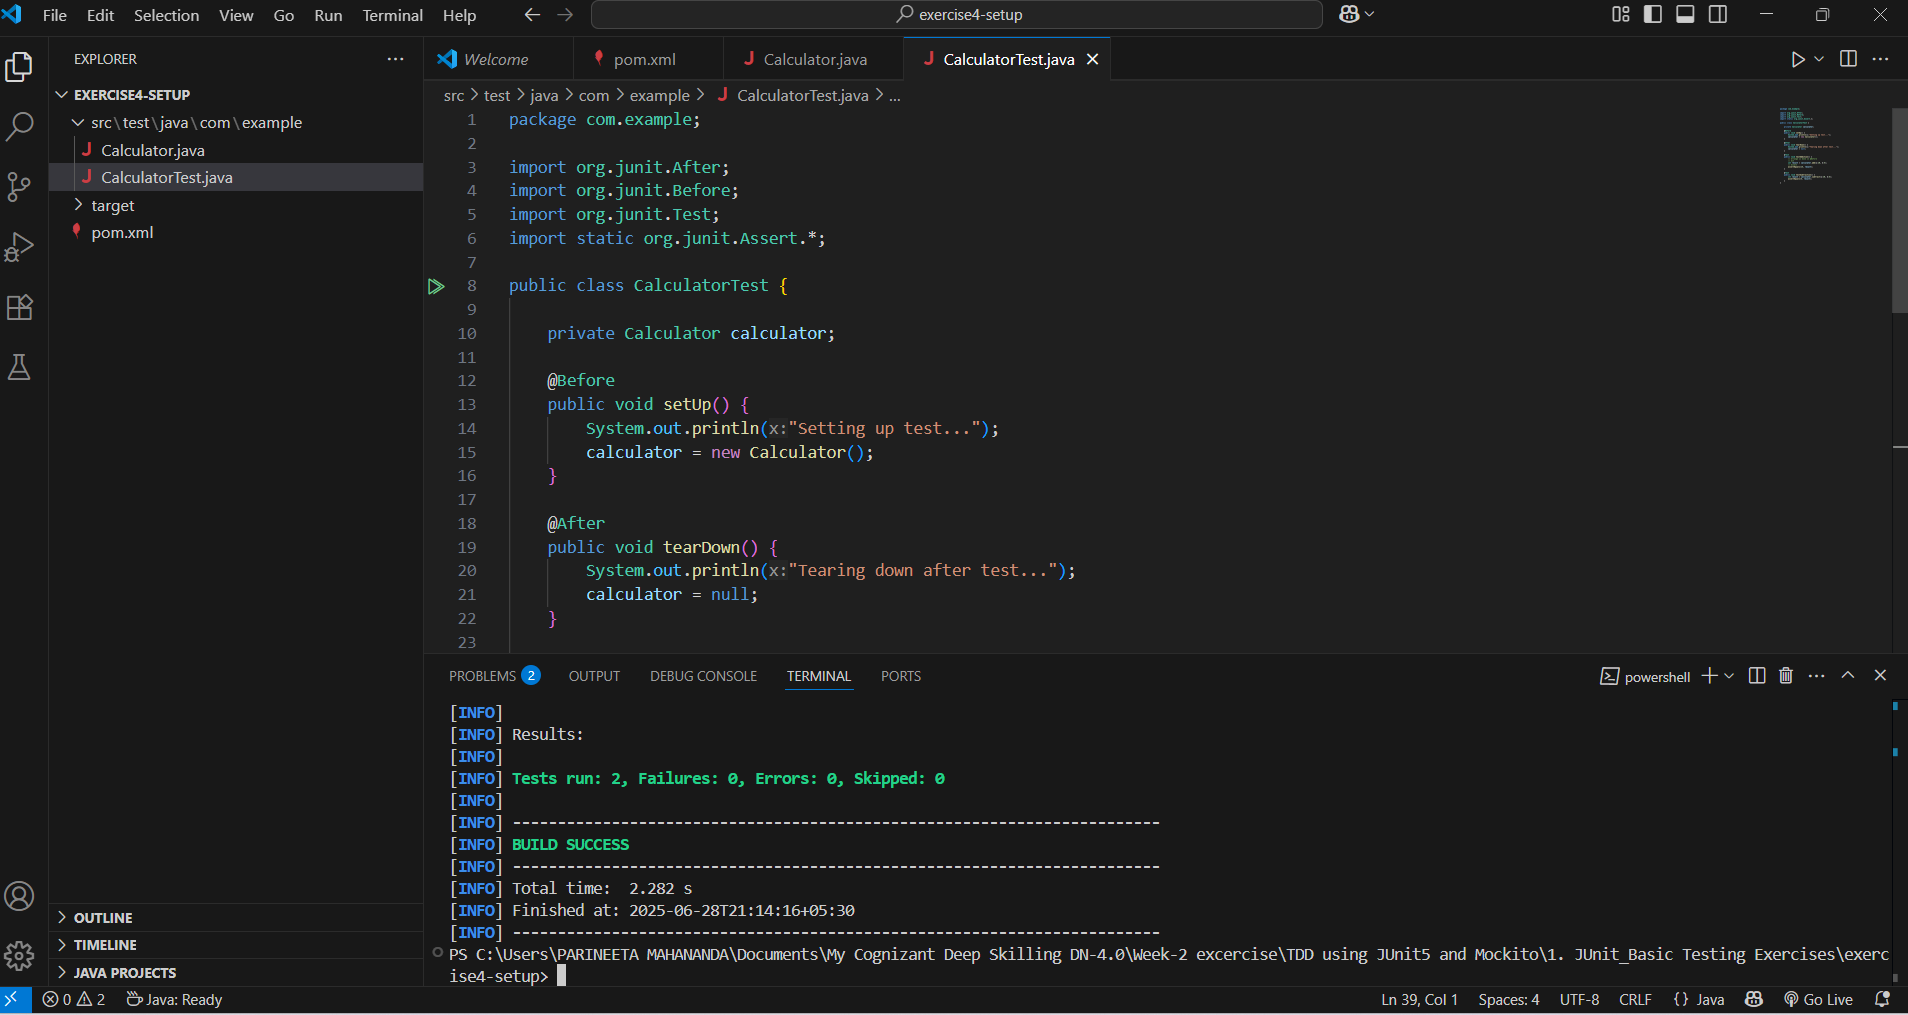 File Edit Selection View Go Run Terminal Help
exercise4-setup
EXPLORER
EXERCISE4-SETUP
src\test\java\com\example
Calculator.java
CalculatorTest.java
target
pom.xml
OUTLINE
TIMELINE
JAVA PROJECTS
Welcome pom.xml Calculator.java CalculatorTest.java
src > test > java > com > example > CalculatorTest.java > ...
1 package com.example;
2
3 import org.junit.After;
4 import org.junit.Before;
5 import org.junit.Test;
6 import static org.junit.Assert.*;
7
8 public class CalculatorTest {
9
10 private Calculator calculator;
11
12 @Before
13 public void setUp() {
14 System.out.println(x:"Setting up test...");
15 calculator = new Calculator();
16 }
17
18 @After
19 public void tearDown() {
20 System.out.println(x:"Tearing down after test...");
21 calculator = null;
22 }
23
PROBLEMS 2 OUTPUT DEBUG CONSOLE TERMINAL PORTS
powershell
[INFO]
[INFO] Results:
[INFO]
[INFO] Tests run: 2, Failures: 0, Errors: 0, Skipped: 0
[INFO]
[INFO] ------------------------------------------------------------------------
[INFO] BUILD SUCCESS
[INFO] ------------------------------------------------------------------------
[INFO] Total time:  2.282 s
[INFO] Finished at: 2025-06-28T21:14:16+05:30
[INFO] ------------------------------------------------------------------------
PS C:\Users\PARINEETA MAHANANDA\Documents\My Cognizant Deep Skilling DN-4.0\Week-2 excercise\TDD using JUnit5 and Mockito\1. JUnit_Basic Testing Exercises\exerc
ise4-setup>
0 2 Java: Ready Ln 39, Col 1 Spaces: 4 UTF-8 CRLF {} Java Go Live